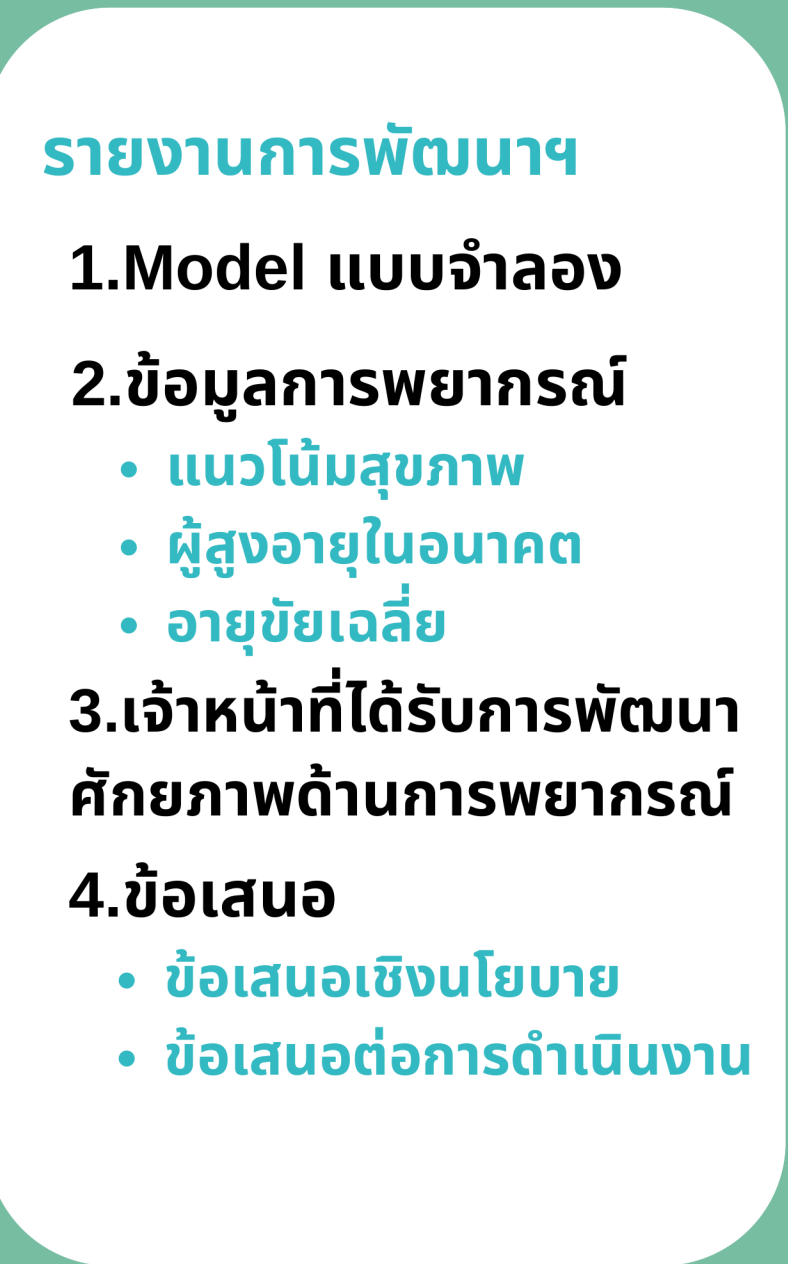 รายงานการพัฒนาฯ
1.Model แบบจำลอง
2.ข้อมูลการพยากรณ์
• แนวโน้มสุขภาพ
• ผู้สูงอายุในอนาคต
• อายุขัยเฉลี่ย
3.เจ้าหน้าที่ได้รับการพัฒนา
ศักยภาพด้านการพยากรณ์
4.ข้อเสนอ
• ข้อเสนอเชิงนโยบาย
• ข้อเสนอต่อการดำเนินงาน